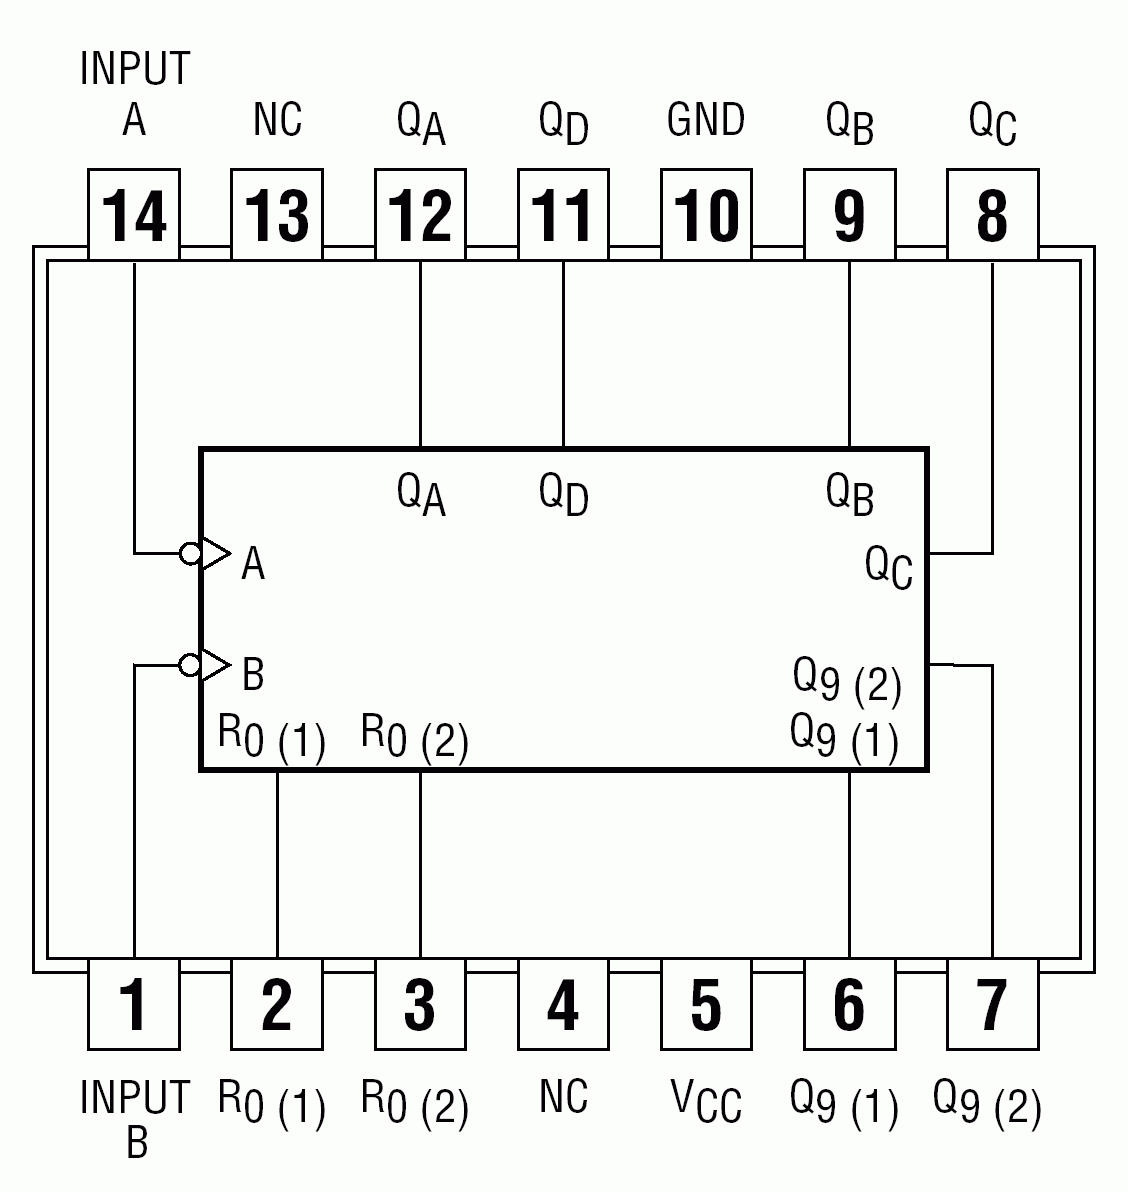 INPUT
A NC QA QD GND QB QC
14 13 12 11 10 9 8
QA QD QB
A QC
B Q9 (2)
R0 (1) R0 (2) Q9 (1)
1 2 3 4 5 6 7
INPUT R0 (1) R0 (2) NC VCC Q9 (1) Q9 (2)
B